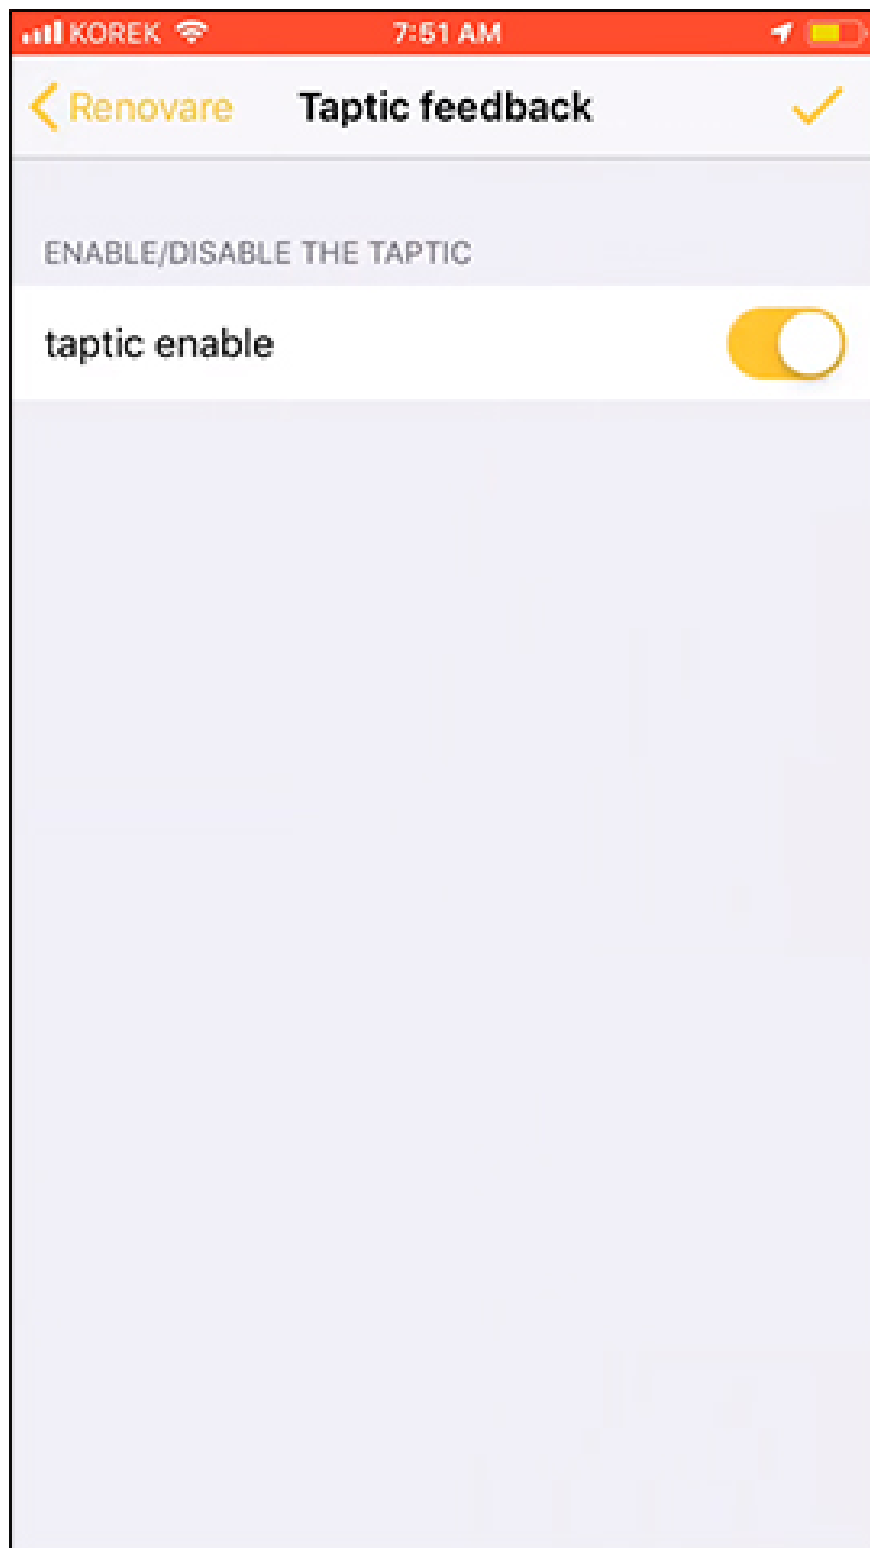 KOREK 7:51 AM
Renovare Taptic feedback
ENABLE/DISABLE THE TAPTIC
taptic enable